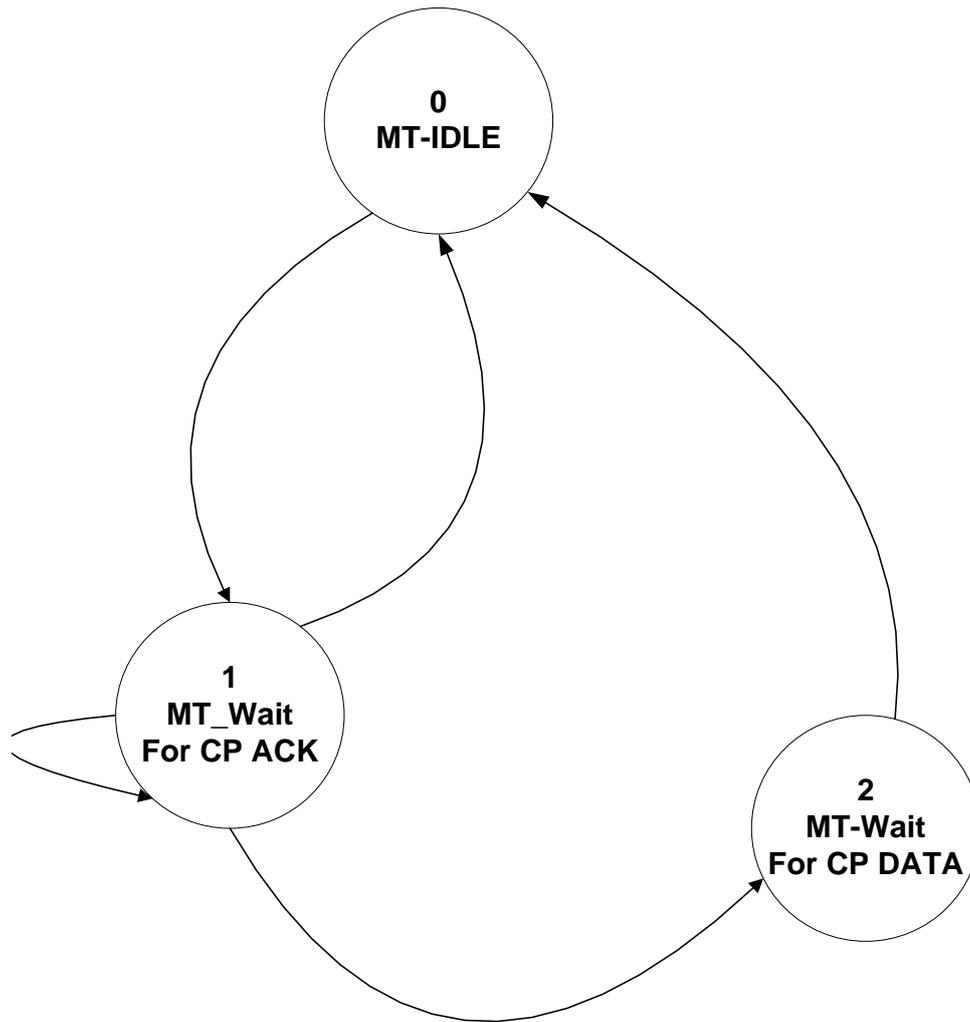 0
MT-IDLE
1
MT_Wait
For CP ACK
2
MT-Wait
For CP DATA